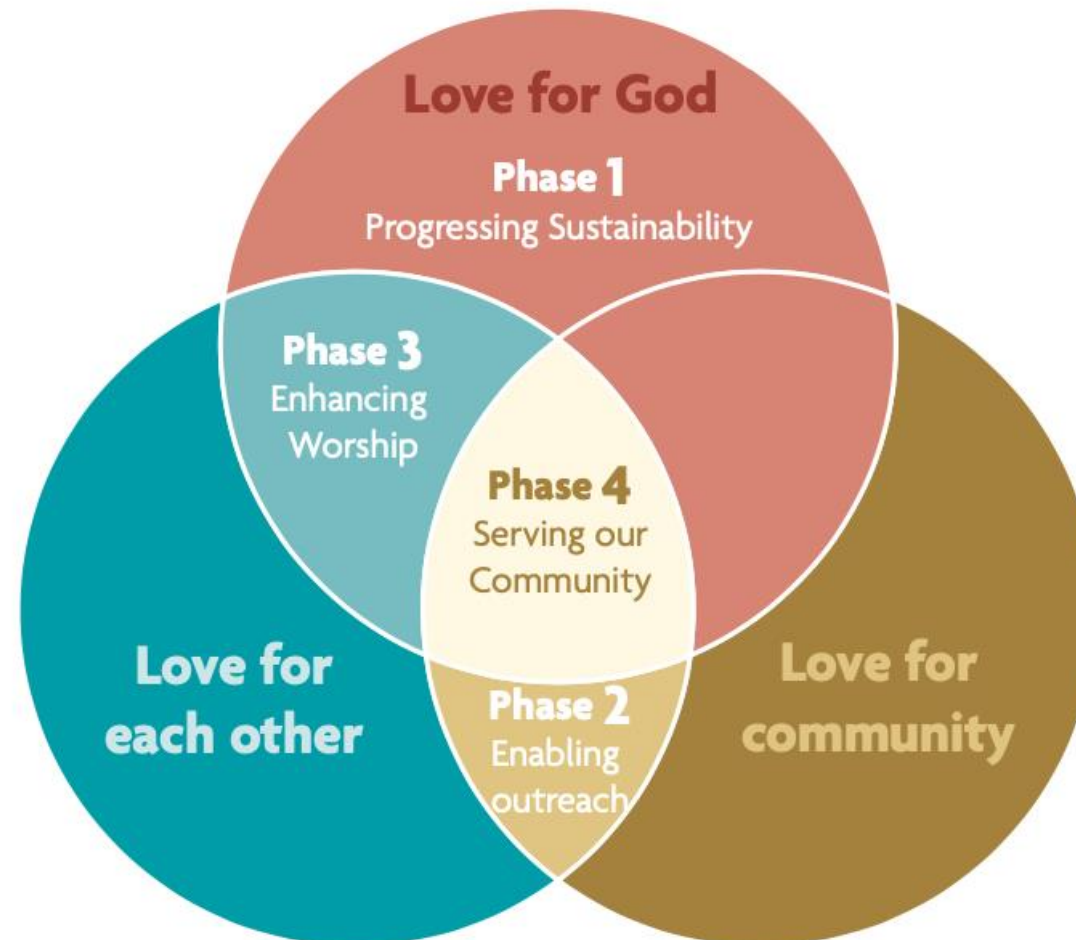 Love for God
Phase 1
Progressing Sustainability
Phase 3
Enhancing
Worship
Phase 4
Serving our
Community
Love for
each other
Love for
community
Phase 2
Enabling
outreach